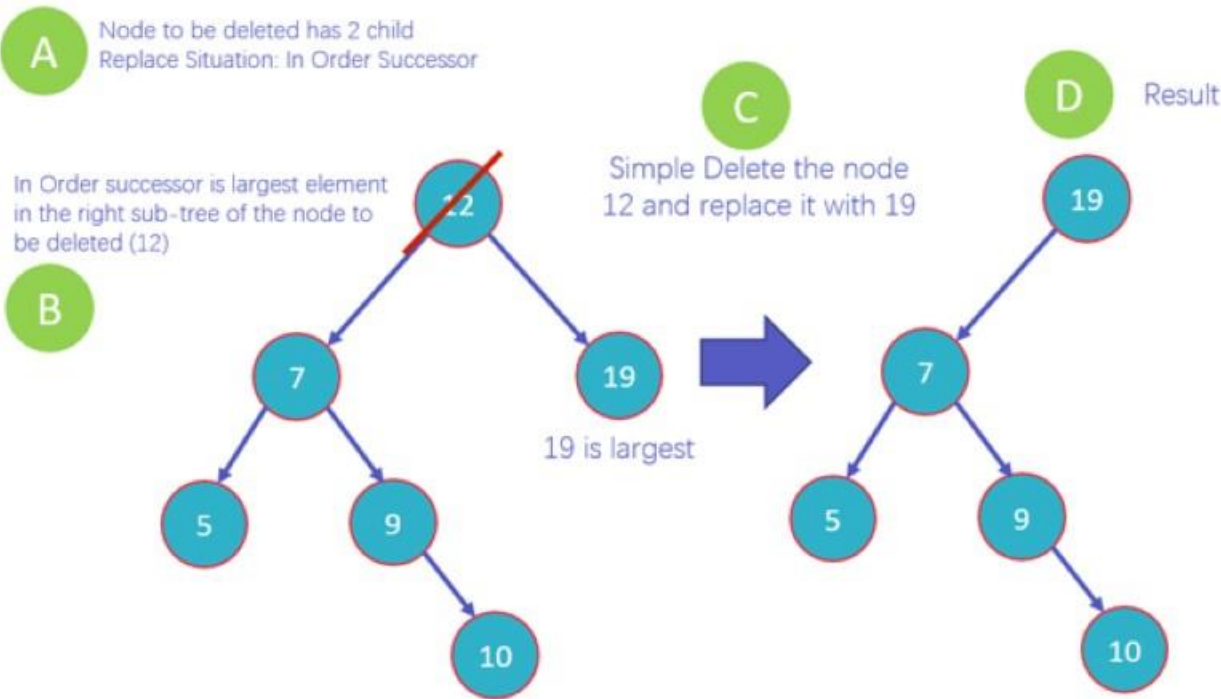 A
Node to be deleted has 2 child
Replace Situation: In Order Successor
In Order successor is largest element
in the right sub-tree of the node to
be deleted (12)
B
12
7
19
19 is largest
5
9
10
C
Simple Delete the node
12 and replace it with 19
D
Result
19
7
5
9
10